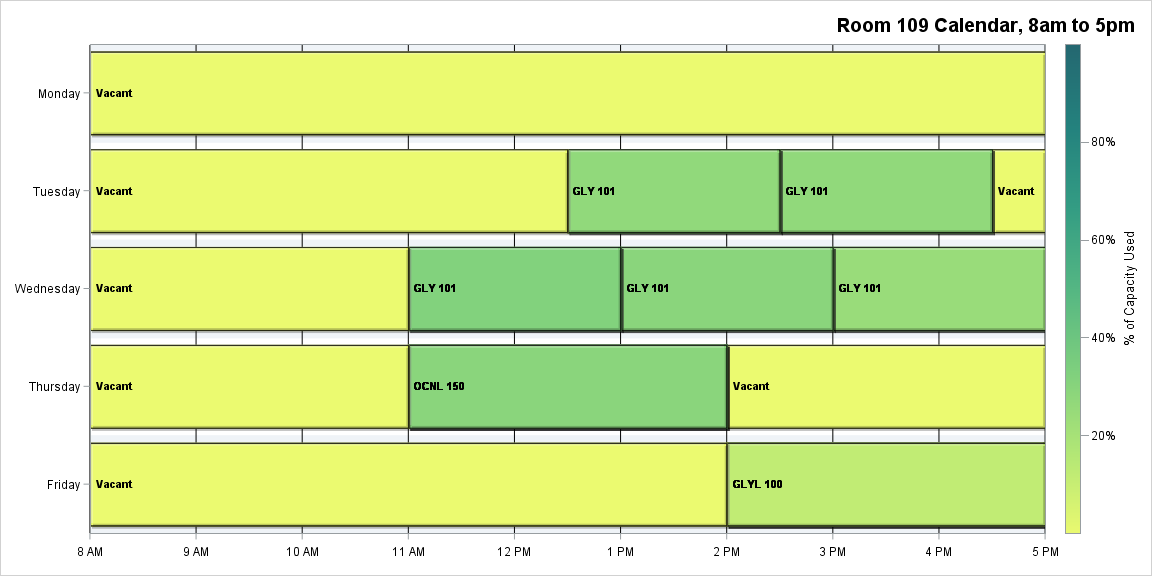 Room 109 Calendar, 8am to 5pm
Monday
Vacant
Tuesday
Vacant
GLY 101
GLY 101
Vacant
Wednesday
Vacant
GLY 101
GLY 101
GLY 101
Thursday
Vacant
OCNL 150
Vacant
Friday
Vacant
GLYL 100
8 AM
9 AM
10 AM
11 AM
12 PM
1 PM
2 PM
3 PM
4 PM
5 PM
80%
60%
40%
20%
% of Capacity Used